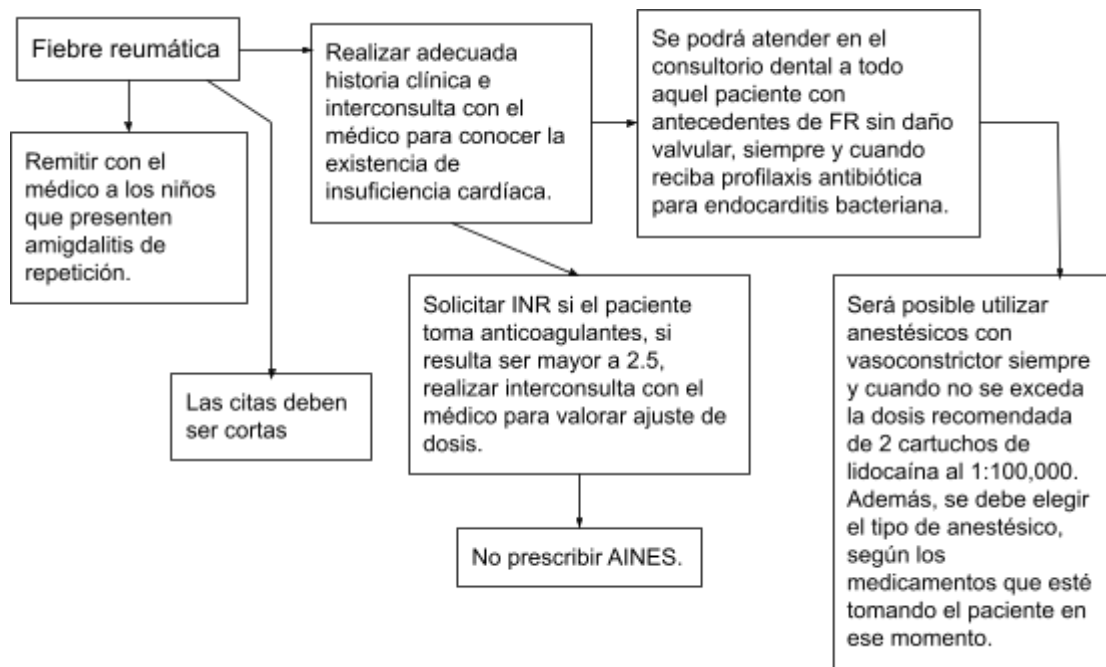 Fiebre reumática
Realizar adecuada
historia clínica e
interconsulta con el
médico para conocer la
existencia de
insuficiencia cardíaca.
Se podrá atender en el
consultorio dental a todo
aquel paciente con
antecedentes de FR sin daño
valvular, siempre y cuando
reciba profilaxis antibiótica
para endocarditis bacteriana.
Remitir con el
médico a los niños
que presenten
amigdalitis de
repetición.
Las citas deben
ser cortas
Solicitar INR si el paciente
toma anticoagulantes, si
resulta ser mayor a 2.5,
realizar interconsulta con el
médico para valorar ajuste de
dosis.
No prescribir AINES.
Será posible utilizar
anestésicos con
vasoconstrictor siempre
y cuando no se exceda
la dosis recomendada
de 2 cartuchos de
lidocaína al 1:100,000.
Además, se debe elegir
el tipo de anestésico,
según los
medicamentos que esté
tomando el paciente en
ese momento.